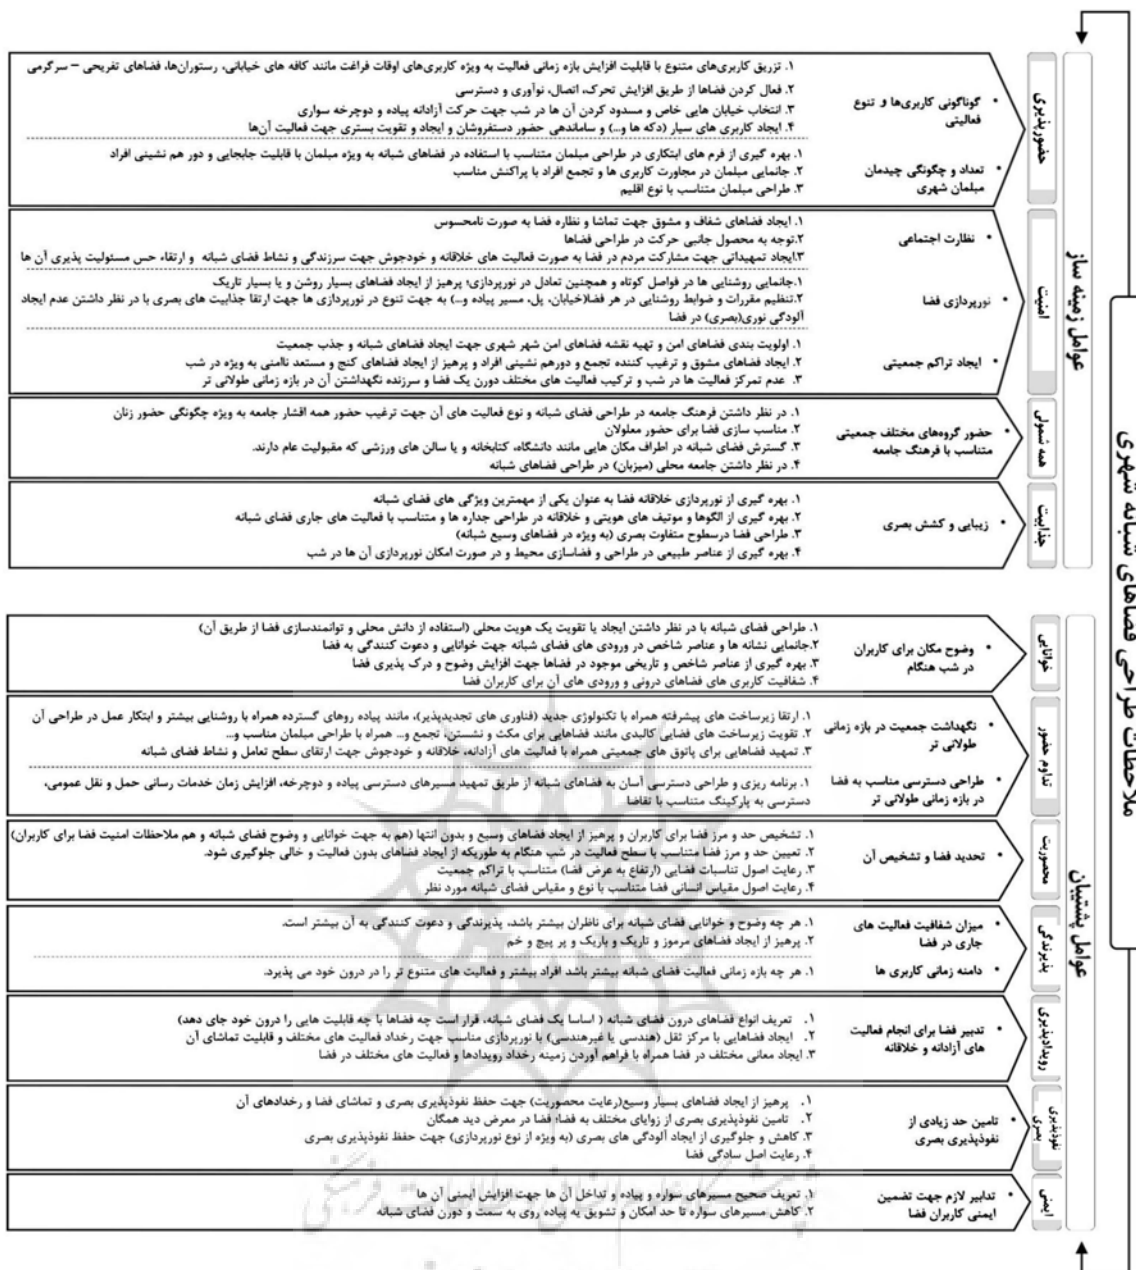 ملاحظات طراحی فضاهای شبانه شهری
عوامل زمینه ساز
حضورپذیری
• گوناگونی کاربری‌ها و تنوع
فعالیتی
۱. تزریق کاربری‌های متنوع با قابلیت افزایش بازه زمانی فعالیت به ویژه کاربری‌های اوقات فراغت مانند کافه های خیابانی، رستوران‌ها، فضاهای تفریحی – سرگرمی
۲. فعال کردن فضاها از طریق افزایش تحرک، اتصال، نوآوری و دسترسی
۳. انتخاب خیابان هایی خاص و مسدود کردن آن ها در شب جهت حرکت آزادانه پیاده و دوچرخه سواری
۴. ایجاد کاربری های سیار (دکه ها و...) و ساماندهی حضور دستفروشان و ایجاد و تقویت بستری جهت فعالیت آن‌ها
• تعداد و چگونگی چیدمان
مبلمان شهری
۱. بهره گیری از فرم های ابتکاری در طراحی مبلمان متناسب با استفاده در فضاهای شبانه به ویژه مبلمان با قابلیت جابجایی و دور هم نشینی افراد
۲. جانمایی مبلمان در مجاورت کاربری ها و تجمع افراد با پراکنش مناسب
۳. طراحی مبلمان متناسب با نوع اقلیم
امنیت
• نظارت اجتماعی
۱. ایجاد فضاهای شفاف و مشوق جهت تماشا و نظاره فضا به صورت نامحسوس
۲.توجه به محصول جانبی حرکت در طراحی فضاها
۳.ایجاد تمهیداتی جهت مشارکت مردم در فضا به صورت فعالیت های خلاقانه و خودجوش جهت سرزندگی و نشاط فضای شبانه و ارتقاء حس مسئولیت پذیری آن ها
• نورپردازی فضا
۱.جانمایی روشنایی ها در فواصل کوتاه و همچنین تعادل در نورپردازی؛ پرهیز از ایجاد فضاهای بسیار روشن و یا بسیار تاریک
۲.تنظیم مقررات و ضوابط روشنایی در هر فضا(خیابان، پل، مسیر پیاده و...) به جهت تنوع در نورپردازی ها جهت ارتقا جذابیت های بصری با در نظر داشتن عدم ایجاد
آلودگی نوری(بصری) در فضا
• ایجاد تراکم جمعیتی
۱. اولویت بندی فضاهای امن و تهیه نقشه فضاهای امن شهر شهری جهت ایجاد فضاهای شبانه و جذب جمعیت
۲. ایجاد فضاهای مشوق و ترغیب کننده تجمع و دورهم نشینی افراد و پرهیز از ایجاد فضاهای کنج و مستعد ناامنی به ویژه در شب
۳. عدم تمرکز فعالیت ها در شب و ترکیب فعالیت های مختلف دورن یک فضا و سرزنده نگهداشتن آن در بازه زمانی طولانی تر
همه شمولی
• حضور گروه‌های مختلف جمعیتی
متناسب با فرهنگ جامعه
۱. در نظر داشتن فرهنگ جامعه در طراحی فضای شبانه و نوع فعالیت های آن جهت ترغیب حضور همه اقشار جامعه به ویژه چگونگی حضور زنان
۲. مناسب سازی فضا برای حضور معلولان
۳. گسترش فضای شبانه در اطراف مکان هایی مانند دانشگاه، کتابخانه و یا سالن های ورزشی که مقبولیت عام دارند.
۴. در نظر داشتن جامعه محلی (میزبان) در طراحی فضاهای شبانه
جذابیت
• زیبایی و کشش بصری
۱. بهره گیری از نورپردازی خلاقانه فضا به عنوان یکی از مهمترین ویژگی های فضای شبانه
۲. بهره گیری از الگوها و موتیف های هویتی و خلاقانه در طراحی جداره ها و متناسب با فعالیت های جاری فضای شبانه
۳. طراحی فضا درسطوح متفاوت بصری (به ویژه در فضاهای وسیع شبانه)
۴. بهره گیری از عناصر طبیعی در طراحی و فضاسازی محیط و در صورت امکان نورپردازی آن ها در شب
عوامل پشتیبان
خوانایی
• وضوح مکان برای کاربران
در شب هنگام
۱. طراحی فضای شبانه با در نظر داشتن ایجاد یا تقویت یک هویت محلی (استفاده از دانش محلی و توانمندسازی فضا از طریق آن)
۲.جانمایی نشانه ها و عناصر شاخص در ورودی های فضای شبانه جهت خوانایی و دعوت کنندگی به فضا
۳. بهره گیری از عناصر شاخص و تاریخی موجود در فضاها جهت افزایش وضوح و درک پذیری فضا
۴. شفافیت کاربری های فضاهای درونی و ورودی های آن برای کاربران فضا
تداوم حضور
• نگهداشت جمعیت در بازه زمانی
طولانی تر
۱. ارتقا زیرساخت های پیشرفته همراه با تکنولوژی جدید (فناوری های تجدیدپذیر)، مانند پیاده روهای گسترده همراه با روشنایی بیشتر و ابتکار عمل در طراحی آن
۲. تقویت زیرساخت های فضایی کالبدی مانند فضاهایی برای مکث و نشستن، تجمع و... همراه با طراحی مبلمان مناسب و...
۳. تمهید فضاهایی برای پاتوق های جمعیتی همراه با فعالیت های آزادانه، خلاقانه و خودجوش جهت ارتقای سطح تعامل و نشاط فضای شبانه
• طراحی دسترسی مناسب به فضا
در بازه زمانی طولانی تر
۱. برنامه ریزی و طراحی دسترسی آسان به فضاهای شبانه از طریق تمهید مسیرهای دسترسی پیاده و دوچرخه، افزایش زمان خدمات رسانی حمل و نقل عمومی،
دسترسی به پارکینگ متناسب با تقاضا
محصوریت
• تحدید فضا و تشخیص آن
۱. تشخیص حد و مرز فضا برای کاربران و پرهیز از ایجاد فضاهای وسیع و بدون انتها (هم به جهت خوانایی و وضوح فضای شبانه و هم ملاحظات امنیت فضا برای کاربران)
۲. تعیین حد و مرز فضا متناسب با سطح فعالیت در شب هنگام به طوریکه از ایجاد فضاهای بدون فعالیت و خالی جلوگیری شود.
۳. رعایت اصول تناسبات فضایی (ارتفاع به عرض فضا) متناسب با تراکم جمعیت
۴. رعایت اصول مقیاس انسانی فضا متناسب با نوع و مقیاس فضای شبانه مورد نظر
پذیرندگی
• میزان شفافیت فعالیت های
جاری در فضا
۱. هر چه وضوح و خوانایی فضای شبانه برای ناظران بیشتر باشد، پذیرندگی و دعوت کنندگی به آن بیشتر است.
۲. پرهیز از ایجاد فضاهای مرموز و تاریک و باریک و پر پیچ و خم
• دامنه زمانی کاربری ها
۱. هر چه بازه زمانی فعالیت فضای شبانه بیشتر باشد افراد بیشتر و فعالیت های متنوع تر را در درون خود می پذیرد.
رویدادپذیری
• تدبیر فضا برای انجام فعالیت
های آزادانه و خلاقانه
۱. تعریف انواع فضاهای درون فضای شبانه ( اساسا یک فضای شبانه، قرار است چه فضاها با چه قابلیت هایی را درون خود جای دهد)
۲. ایجاد فضاهایی با مرکز ثقل (هندسی یا غیرهندسی) با نورپردازی مناسب جهت رخداد فعالیت های مختلف و قابلیت تماشای آن
۳. ایجاد معانی مختلف در فضا همراه با فراهم آوردن زمینه رخداد رویدادها و فعالیت های مختلف در فضا
نفوذپذیری
بصری
• تامین حد زیادی از
نفوذپذیری بصری
۱. پرهیز از ایجاد فضاهای بسیار وسیع(رعایت محصوریت) جهت حفظ نفوذپذیری بصری و تماشای فضا و رخدادهای آن
۲. تامین نفوذپذیری بصری از زوایای مختلف به فضا؛ فضا در معرض دید همگان
۳. کاهش و جلوگیری از ایجاد آلودگی های بصری (به ویژه از نوع نورپردازی) جهت حفظ نفوذپذیری بصری
۴. رعایت اصل سادگی فضا
ایمنی
• تدابیر لازم جهت تضمین
ایمنی کاربران فضا
۱. تعریف صحیح مسیرهای سواره و پیاده و تداخل آن ها جهت افزایش ایمنی آن ها
۲. کاهش مسیرهای سواره تا حد امکان و تشویق به پیاده روی به سمت و دورن فضای شبانه
پژوهشگاه علوم انسانی و مطالعات فرهنگی